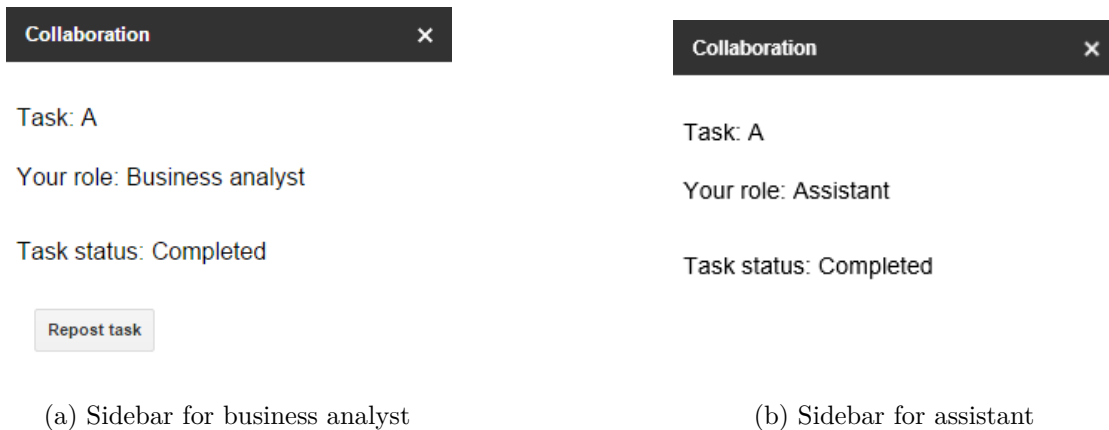 Collaboration ×
Task: A
Your role: Business analyst
Task status: Completed
Repost task
(a) Sidebar for business analyst
Collaboration ×
Task: A
Your role: Assistant
Task status: Completed
(b) Sidebar for assistant